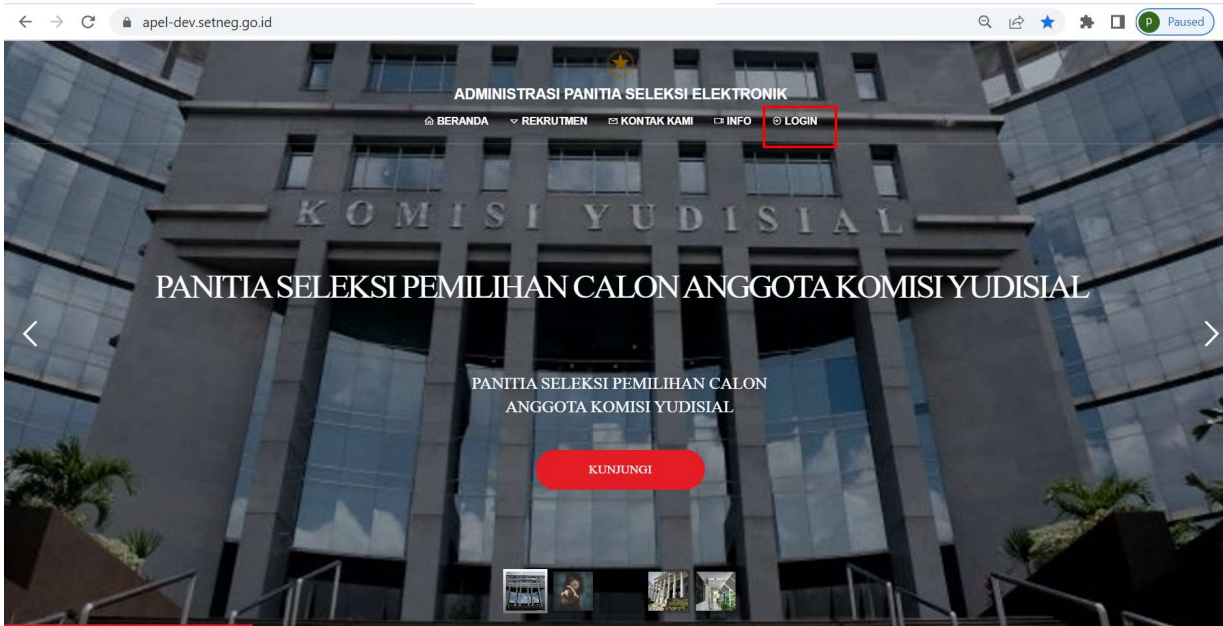 apel-dev.setneg.go.id
P Paused
ADMINISTRASI PANITIA SELEKSI ELEKTRONIK
BERANDA REKRUTMEN KONTAK KAMI INFO LOGIN
KOMISI YUDISIAL
PANITIA SELEKSI PEMILIHAN CALON ANGGOTA KOMISI YUDISIAL
PANITIA SELEKSI PEMILIHAN CALON
ANGGOTA KOMISI YUDISIAL
KUNJUNGI